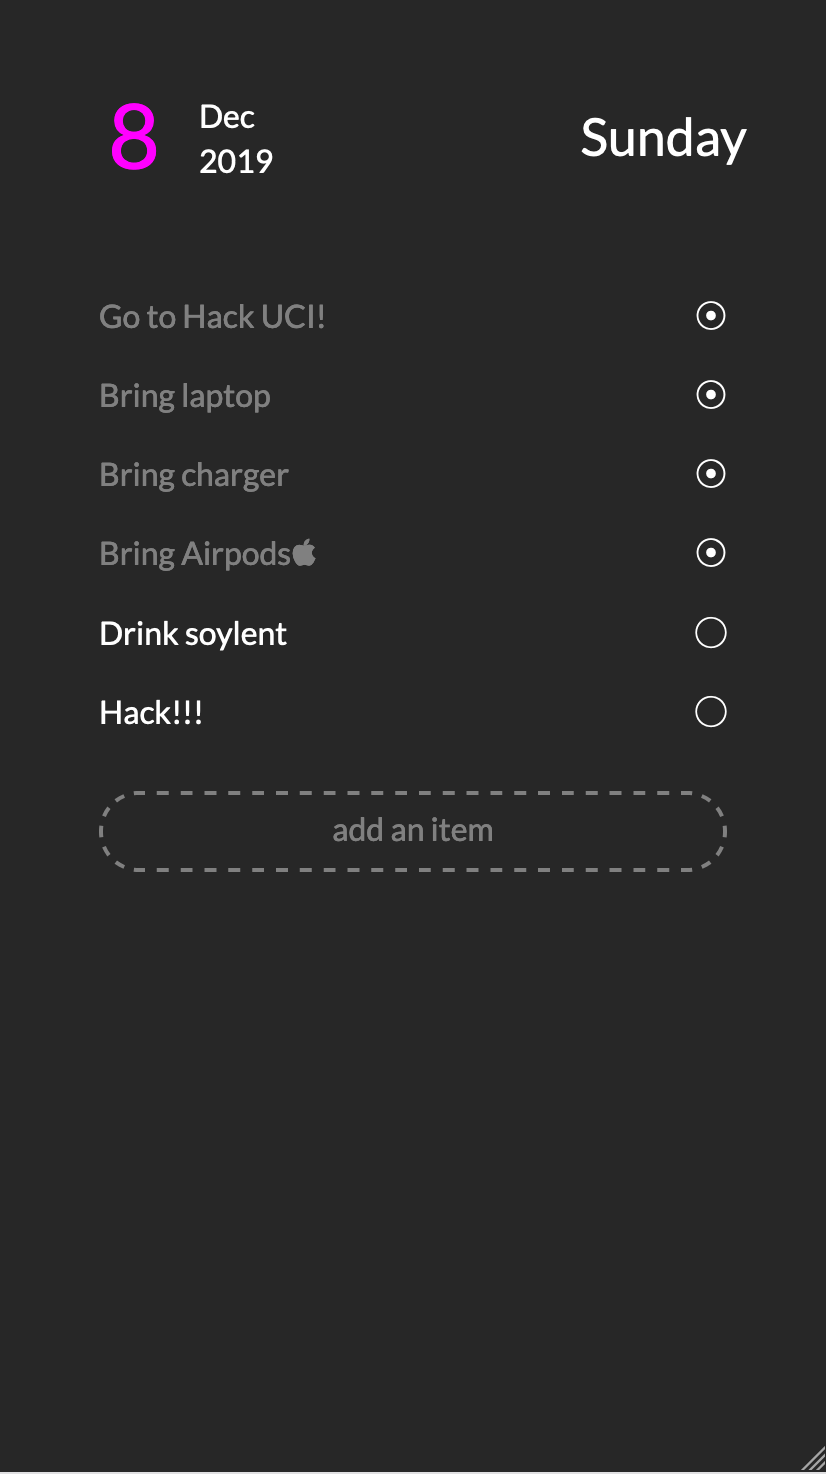 8
Dec
2019
Sunday
Go to Hack UCI!
Bring laptop
Bring charger
Bring Airpods
Drink soylent
Hack!!!
add an item